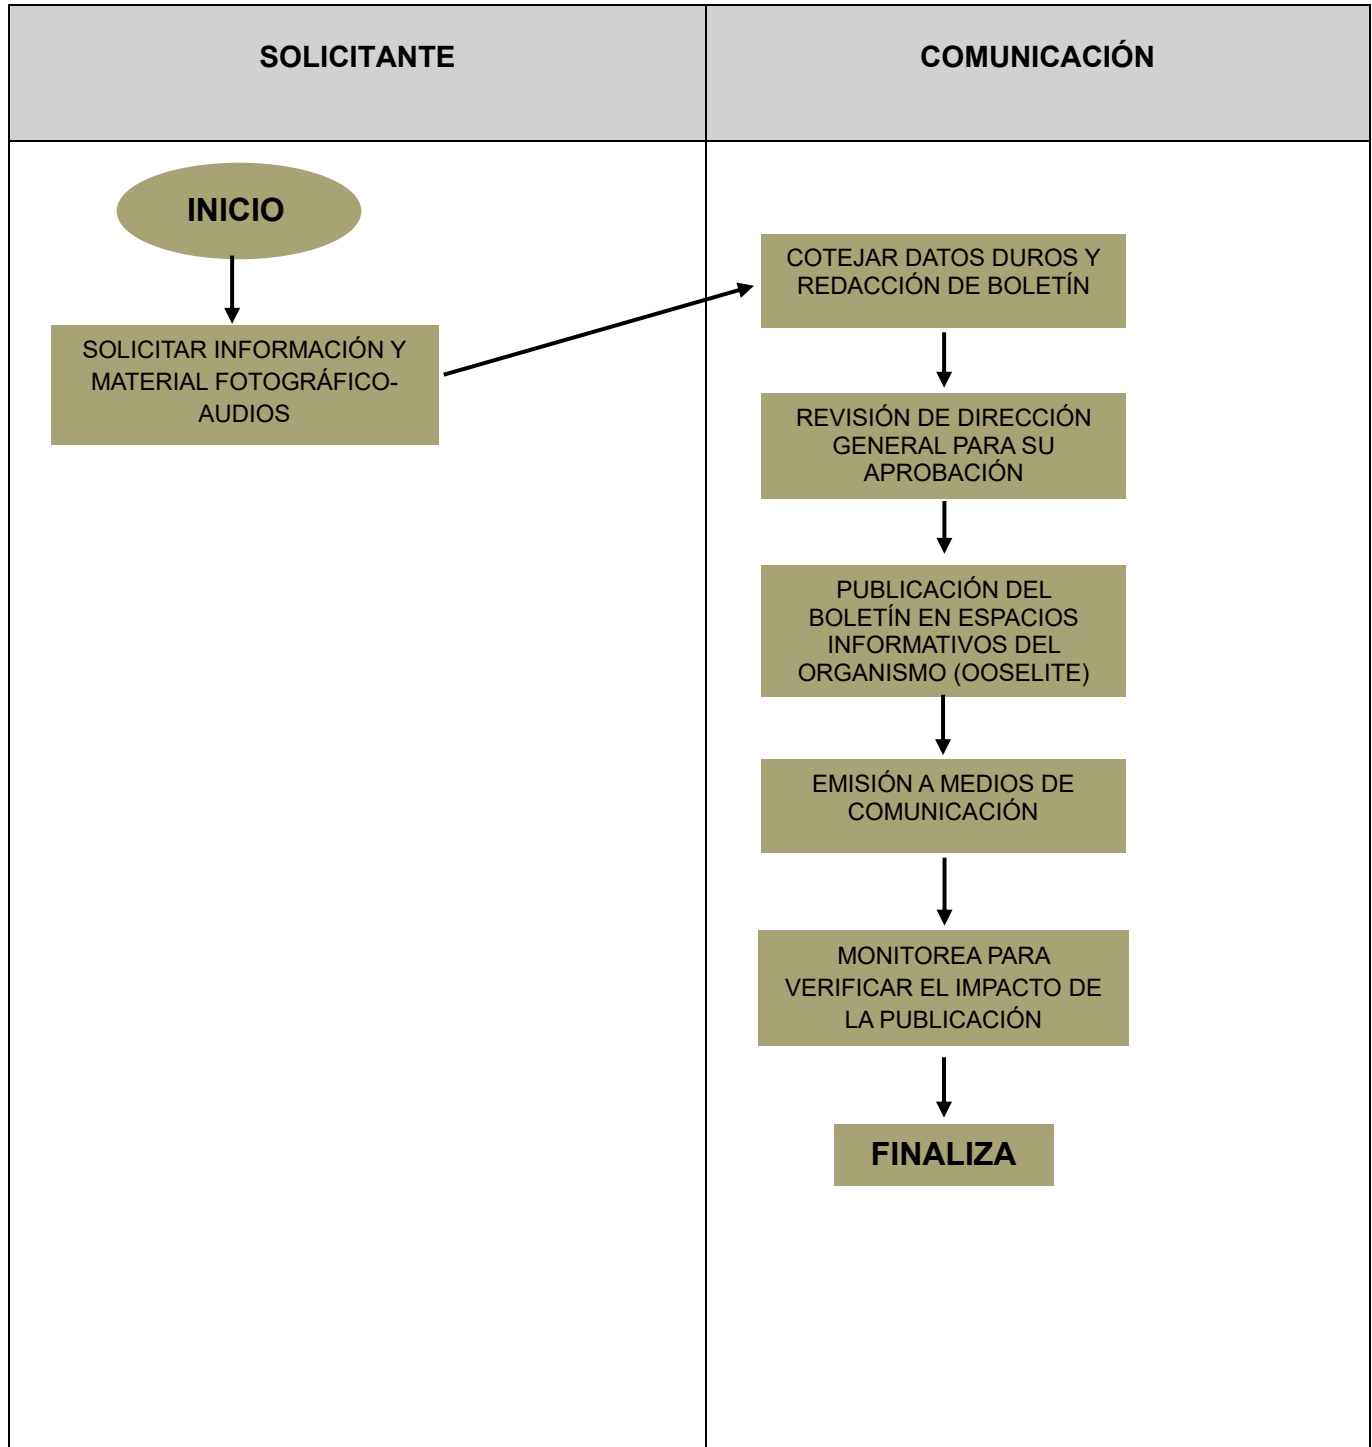 SOLICITANTE
COMUNICACIÓN
INICIO
SOLICITAR INFORMACIÓN Y
MATERIAL FOTOGRÁFICO-
AUDIOS
COTEJAR DATOS DUROS Y
REDACCIÓN DE BOLETÍN
REVISIÓN DE DIRECCIÓN
GENERAL PARA SU
APROBACIÓN
PUBLICACIÓN DEL
BOLETÍN EN ESPACIOS
INFORMATIVOS DEL
ORGANISMO (OOSELITE)
EMISIÓN A MEDIOS DE
COMUNICACIÓN
MONITOREA PARA
VERIFICAR EL IMPACTO DE
LA PUBLICACIÓN
FINALIZA